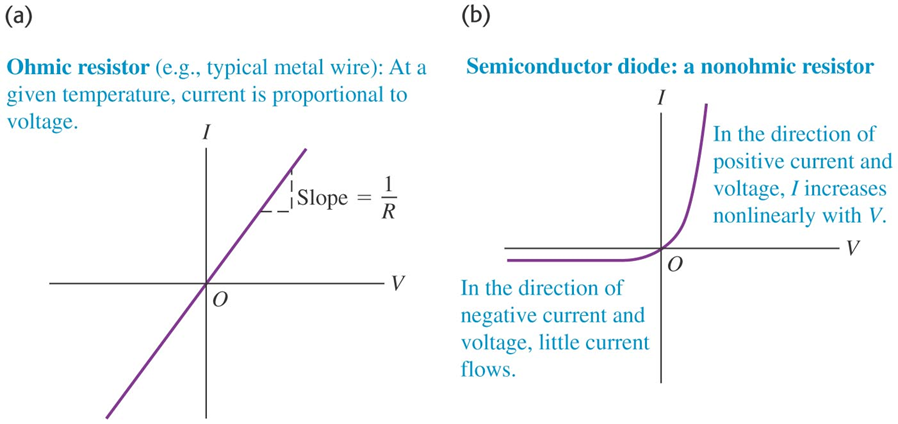 (a)
Ohmic resistor (e.g., typical metal wire): At a
given temperature, current is proportional to
voltage.
I
Slope = 1/R
V
O
(b)
Semiconductor diode: a nonohmic resistor
I
In the direction of
positive current and
voltage, I increases
nonlinearly with V.
V
O
In the direction of
negative current and
voltage, little current
flows.